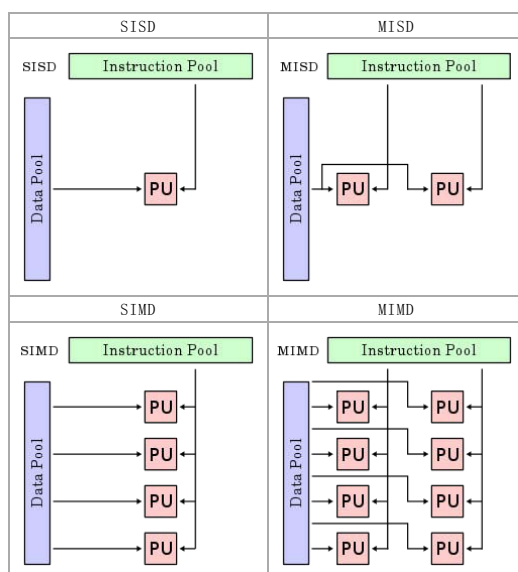 SISD MISD
SISD Instruction Pool MISD Instruction Pool
Data Pool PU Data Pool PU PU
SIMD MIMD
SIMD Instruction Pool MIMD Instruction Pool
PU PU PU
PU PU PU
Data Pool Data Pool
PU PU PU
PU PU PU